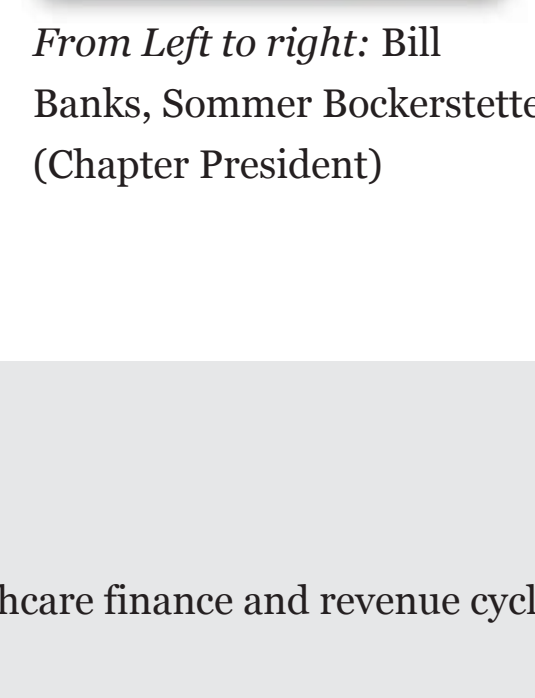 From Left to right: Bill
Banks, Sommer Bockerstette
(Chapter President)
hcare finance and revenue cycl